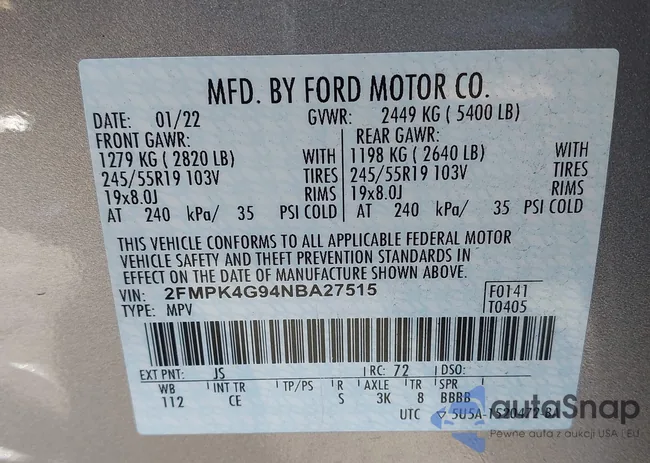 MFD. BY FORD MOTOR CO.
DATE: 01/22 GVWR: 2449 KG ( 5400 LB)
FRONT GAWR: REAR GAWR:
1279 KG ( 2820 LB) WITH 1198 KG ( 2640 LB) WITH
245/55R19 103V TIRES 245/55R19 103V TIRES
19x8.0J RIMS 19x8.0J RIMS
AT 240 kPa/ 35 PSI COLD AT 240 kPa/ 35 PSI COLD
THIS VEHICLE CONFORMS TO ALL APPLICABLE FEDERAL MOTOR
VEHICLE SAFETY AND THEFT PREVENTION STANDARDS IN
EFFECT ON THE DATE OF MANUFACTURE SHOWN ABOVE.
VIN: 2FMPK4G94NBA27515 F0141
TYPE: MPV T0405
EXT PNT: JS RC: 72 DSO:
WB INT TR TP/PS R AXLE TR SPR
112 CE S 3K 8 BBBB
UTC ▽ 5U5A-1520472-BA
autoSnap
Pewne auta z aukcji USA i EU